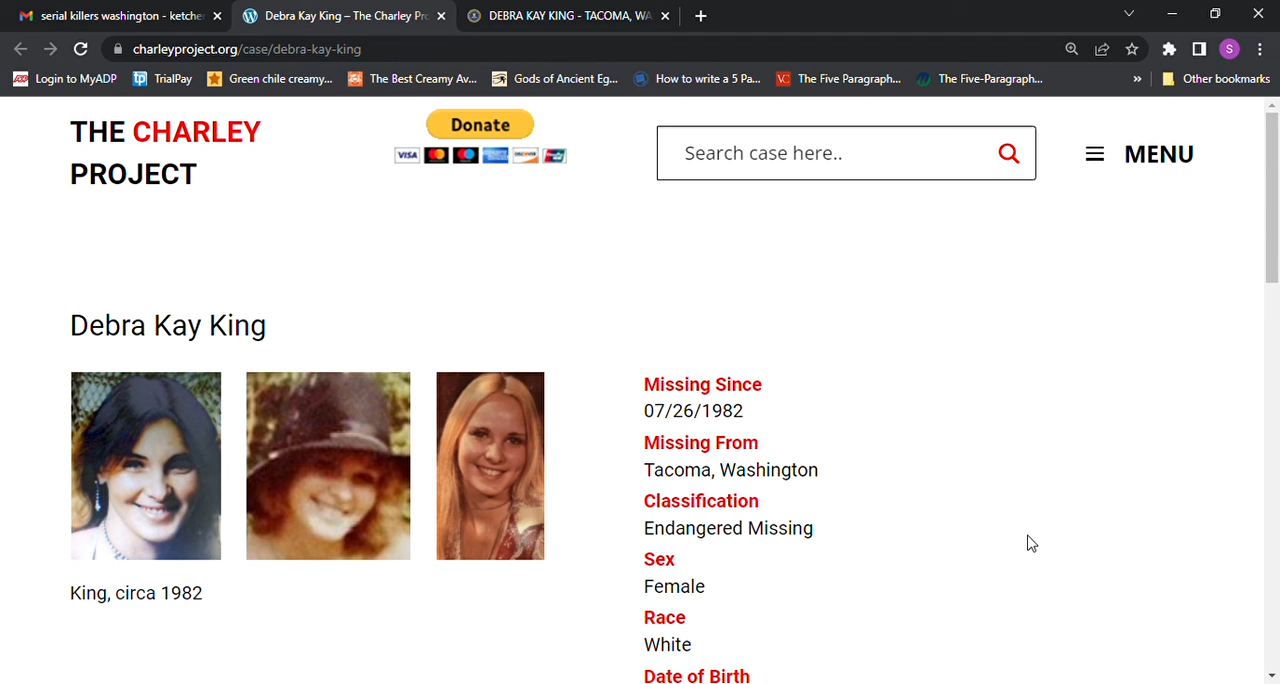 serial killers washington - ketche
Debra Kay King – The Charley Pr
DEBRA KAY KING - TACOMA, WA
charleyproject.org/case/debra-kay-king
S
Login to MyADP
TrialPay
Green chile creamy...
The Best Creamy Av...
Gods of Ancient Eg...
How to write a 5 Pa...
The Five Paragraph...
The Five-Paragraph...
Other bookmarks
THE CHARLEY
PROJECT
Donate
VISA
Search case here..
MENU
Debra Kay King
King, circa 1982
Missing Since
07/26/1982
Missing From
Tacoma, Washington
Classification
Endangered Missing
Sex
Female
Race
White
Date of Birth